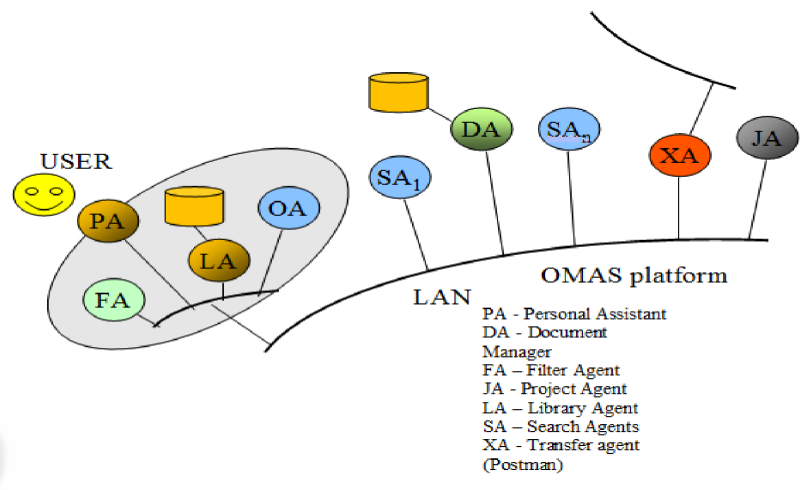 USER
PA
LA
OA
FA
SA1
DA
SAn
XA
JA
LAN
OMAS platform
PA - Personal Assistant
DA - Document
Manager
FA – Filter Agent
JA - Project Agent
LA – Library Agent
SA – Search Agents
XA - Transfer agent
(Postman)